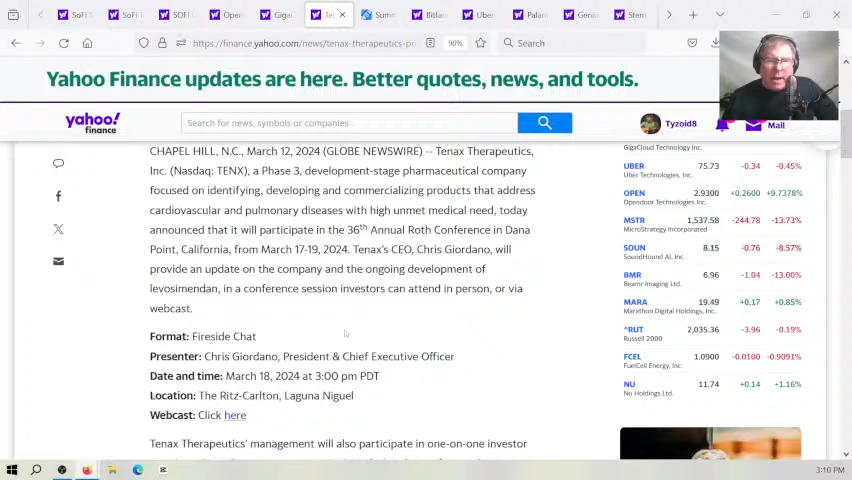 SoFi
SoFi T
SOFI
Open
Gigac
Ten
Summ
Bitfan
Uber
Palan
Stem
https://finance.yahoo.com/news/tenax-therapeutics-pr
90%
Search
Yahoo Finance updates are here. Better quotes, news, and tools.
yahoo!
finance
Search for news, symbols or companies
Tyzoid8
Mail
CHAPEL HILL, N.C., March 12, 2024 (GLOBE NEWSWIRE) -- Tenax Therapeutics,
Inc. (Nasdaq: TENX), a Phase 3, development-stage pharmaceutical company
focused on identifying, developing and commercializing products that address
cardiovascular and pulmonary diseases with high unmet medical need, today
announced that it will participate in the 36th Annual Roth Conference in Dana
Point, California, from March 17-19, 2024. Tenax's CEO, Chris Giordano, will
provide an update on the company and the ongoing development of
levosimendan, in a conference session investors can attend in person, or via
webcast.
Format: Fireside Chat
Presenter: Chris Giordano, President & Chief Executive Officer
Date and time: March 18, 2024 at 3:00 pm PDT
Location: The Ritz-Carlton, Laguna Niguel
Webcast: Click here
Tenax Therapeutics' management will also participate in one-on-one investor
GigaCloud Technology Inc.
UBER 75.73 -0.34 -0.45%
Uber Technologies, Inc.
OPEN 2.9300 +0.2600 +9.7378%
Opendoor Technologies Inc.
MSTR 1,537.58 -244.78 -13.73%
MicroStrategy Incorporated
SOUN 8.15 -0.76 -8.57%
SoundHound AI, Inc.
BMR 6.96 -1.04 -13.00%
Beamr Imaging Ltd.
MARA 19.49 +0.17 +0.85%
Marathon Digital Holdings, Inc.
^RUT 2,035.36 -3.96 -0.19%
Russell 2000
FCEL 1.0900 -0.0100 -0.9091%
FuelCell Energy, Inc.
NU 11.74 +0.14 +1.16%
Nu Holdings Ltd.
3:10 PM